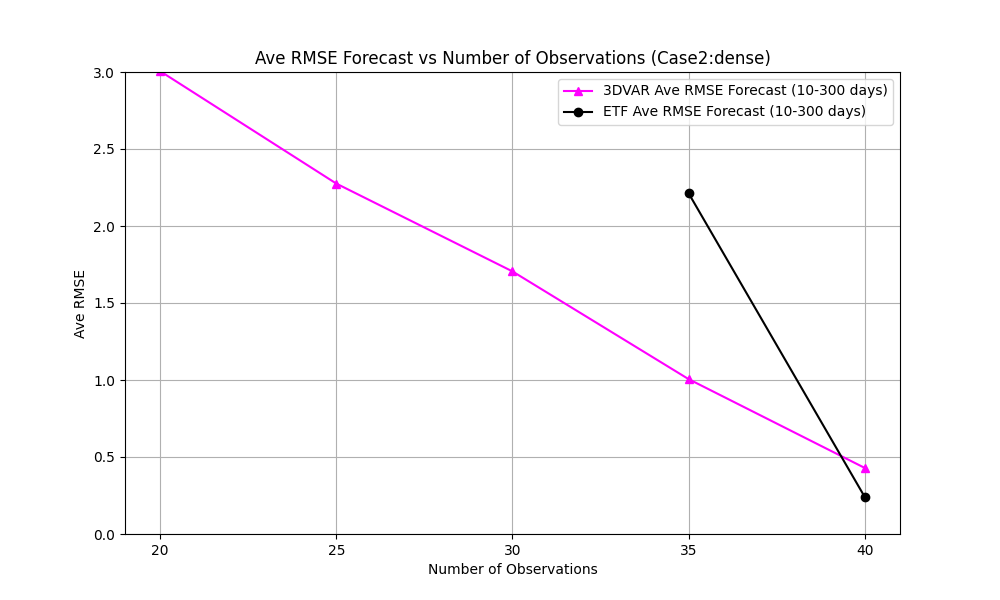 Ave RMSE Forecast vs Number of Observations (Case2:dense)
3DVAR Ave RMSE Forecast (10-300 days)
ETF Ave RMSE Forecast (10-300 days)
Ave RMSE
3.0
2.5
2.0
1.5
1.0
0.5
0.0
20 25 30 35 40
Number of Observations